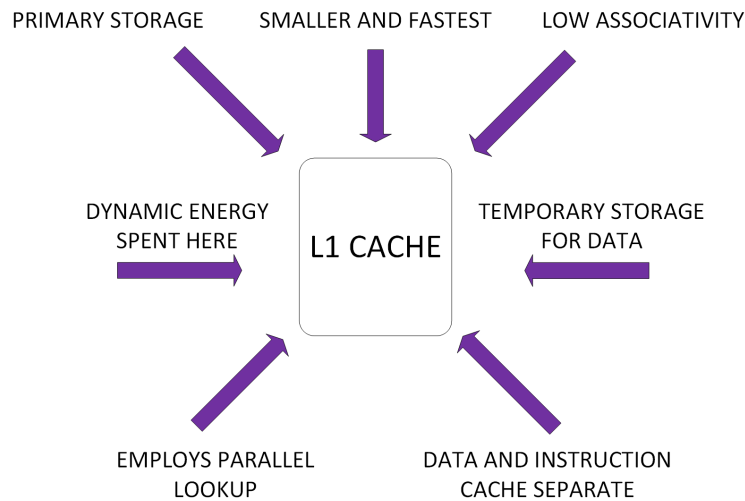 PRIMARY STORAGE
SMALLER AND FASTEST
LOW ASSOCIATIVITY
DYNAMIC ENERGY
SPENT HERE
L1 CACHE
TEMPORARY STORAGE
FOR DATA
EMPLOYS PARALLEL
LOOKUP
DATA AND INSTRUCTION
CACHE SEPARATE